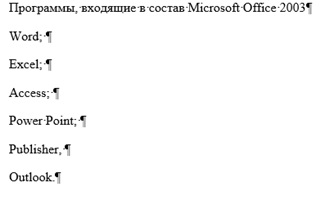 Программы, входящие в состав Microsoft Office 2003¶
Word; ¶
Excel; ¶
Access; ¶
Power Point; ¶
Publisher, ¶
Outlook.¶